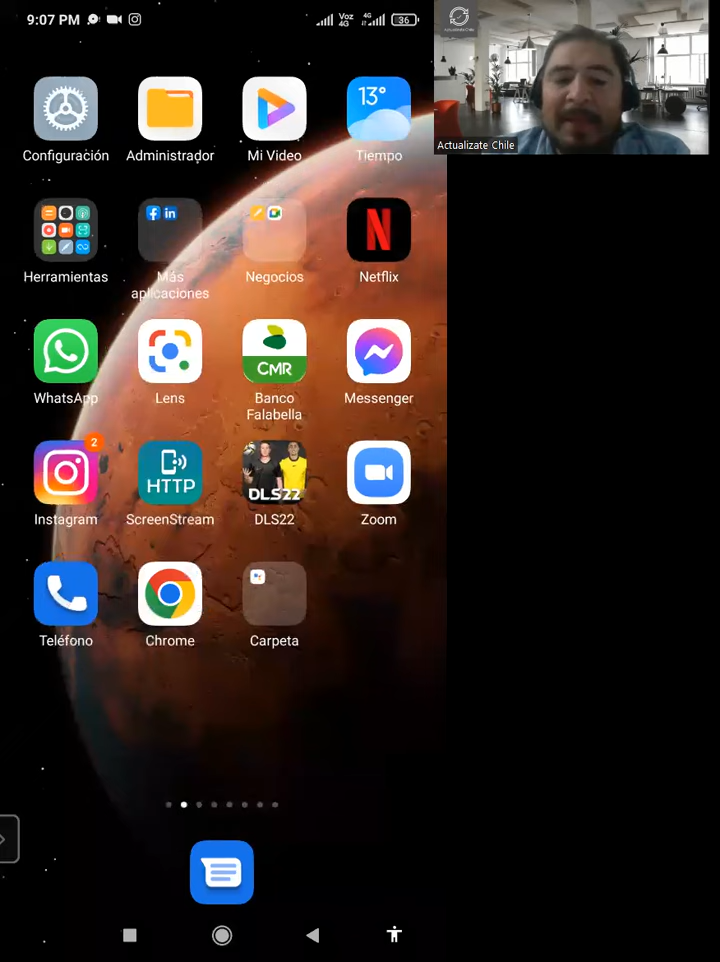 9:07 PM
Voz
4G
4G
36
13°
Configuración
Administrador
Mi Video
Tiempo
Actualizate Chile
Herramientas
Más
aplicaciones
Negocios
Netflix
CMR
WhatsApp
Lens
Banco
Falabella
Messenger
2
HTTP
DLS22
Instagram
ScreenStream
DLS22
Zoom
Teléfono
Chrome
Carpeta